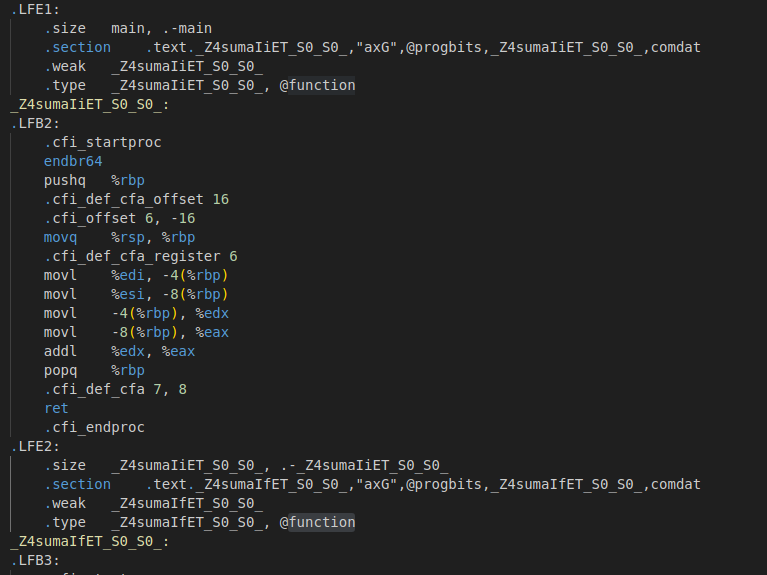 .LFE1:
.size main, .-main
.section .text._Z4sumaIiET_S0_S0_,"axG",@progbits,_Z4sumaIiET_S0_S0_,comdat
.weak _Z4sumaIiET_S0_S0_
.type _Z4sumaIiET_S0_S0_, @function
_Z4sumaIiET_S0_S0_:
.LFB2:
.cfi_startproc
endbr64
pushq %rbp
.cfi_def_cfa_offset 16
.cfi_offset 6, -16
movq %rsp, %rbp
.cfi_def_cfa_register 6
movl %edi, -4(%rbp)
movl %esi, -8(%rbp)
movl -4(%rbp), %edx
movl -8(%rbp), %eax
addl %edx, %eax
popq %rbp
.cfi_def_cfa 7, 8
ret
.cfi_endproc
.LFE2:
.size _Z4sumaIiET_S0_S0_, .-_Z4sumaIiET_S0_S0_
.section .text._Z4sumaIfET_S0_S0_,"axG",@progbits,_Z4sumaIfET_S0_S0_,comdat
.weak _Z4sumaIfET_S0_S0_
.type _Z4sumaIfET_S0_S0_, @function
_Z4sumaIfET_S0_S0_:
.LFB3: